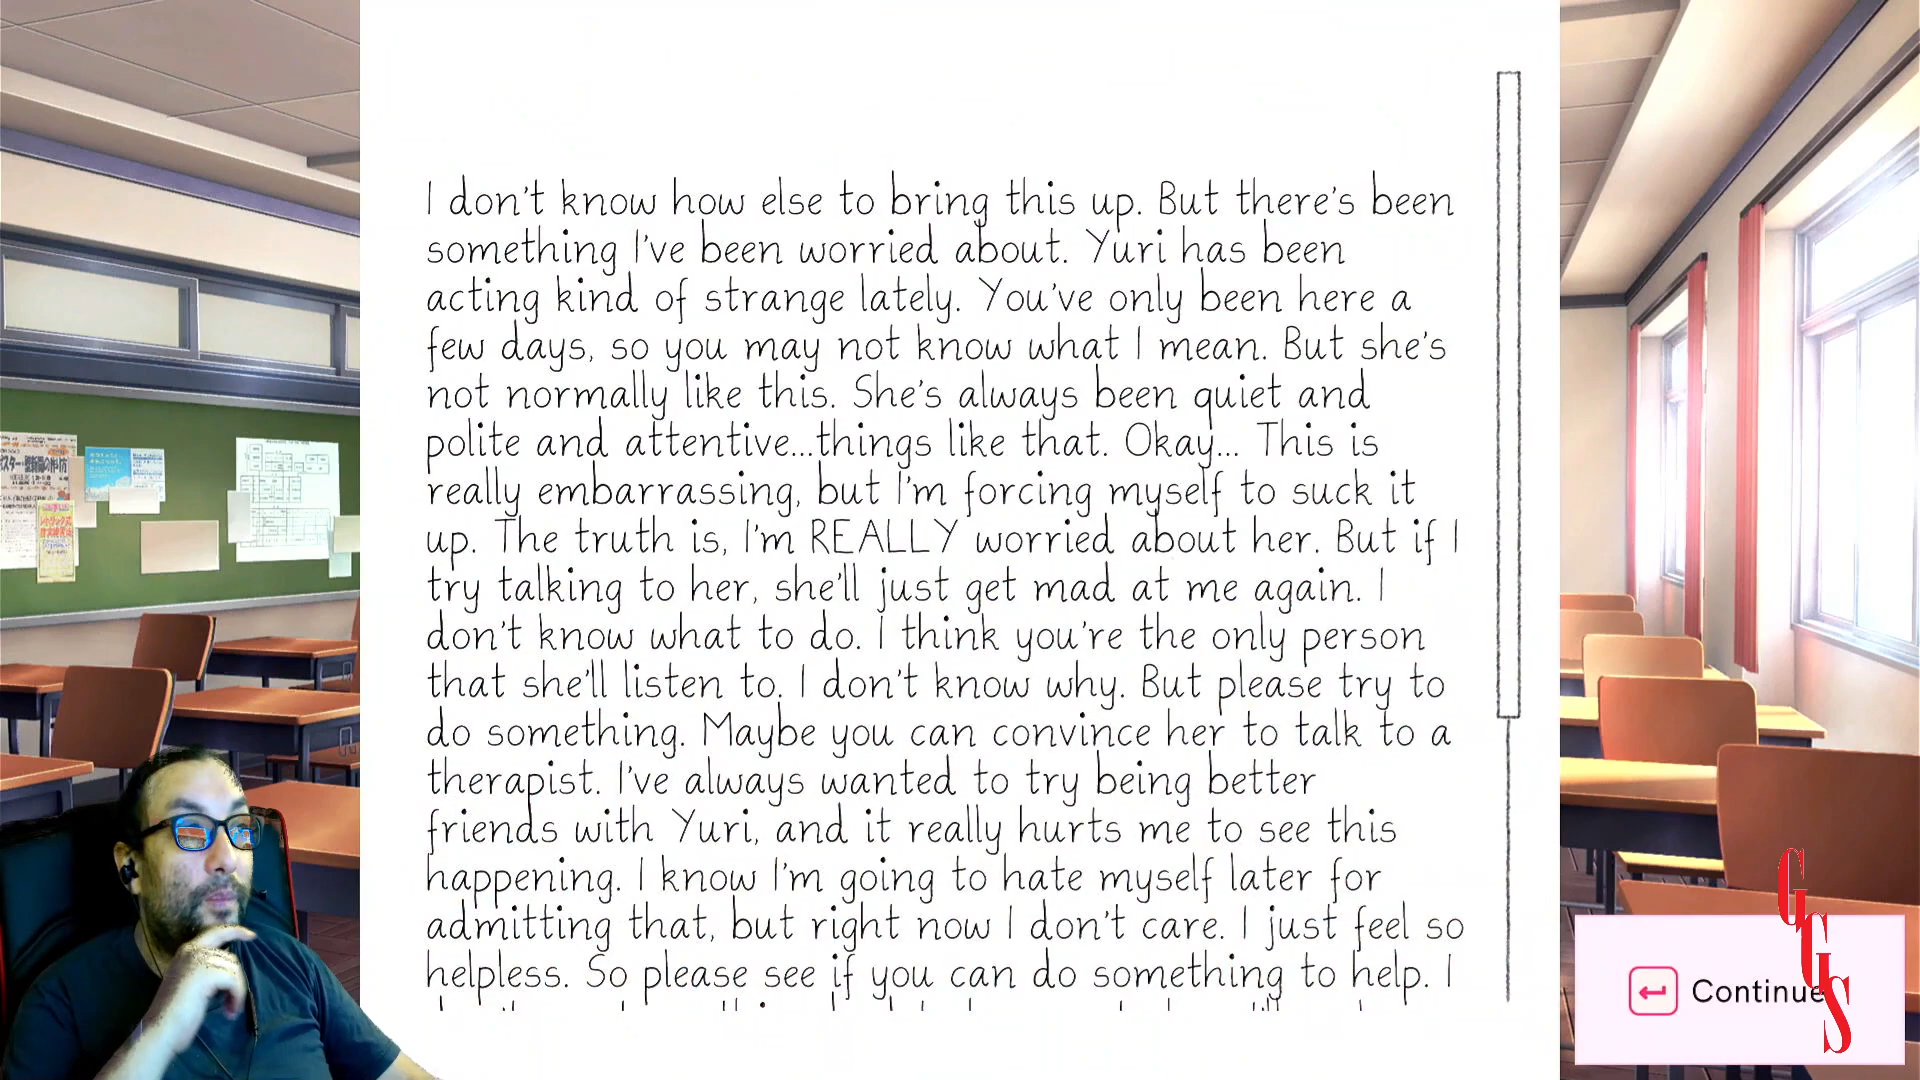 I don't know how else to bring this up. But there's been
something I've been worried about. Yuri has been
acting kind of strange lately. You've only been here a
few days, so you may not know what I mean. But she's
not normally like this. She's always been quiet and
polite and attentive...things like that. Okay... This is
really embarrassing, but I'm forcing myself to suck it
up. The truth is, I'm REALLY worried about her. But if I
try talking to her, she'll just get mad at me again. I
don't know what to do. I think you're the only person
that she'll listen to. I don't know why. But please try to
do something. Maybe you can convince her to talk to a
therapist. I've always wanted to try being better
friends with Yuri, and it really hurts me to see this
happening. I know I'm going to hate myself later for
admitting that, but right now I don't care. I just feel so
helpless. So please see if you can do something to help. I
Continue
GCS